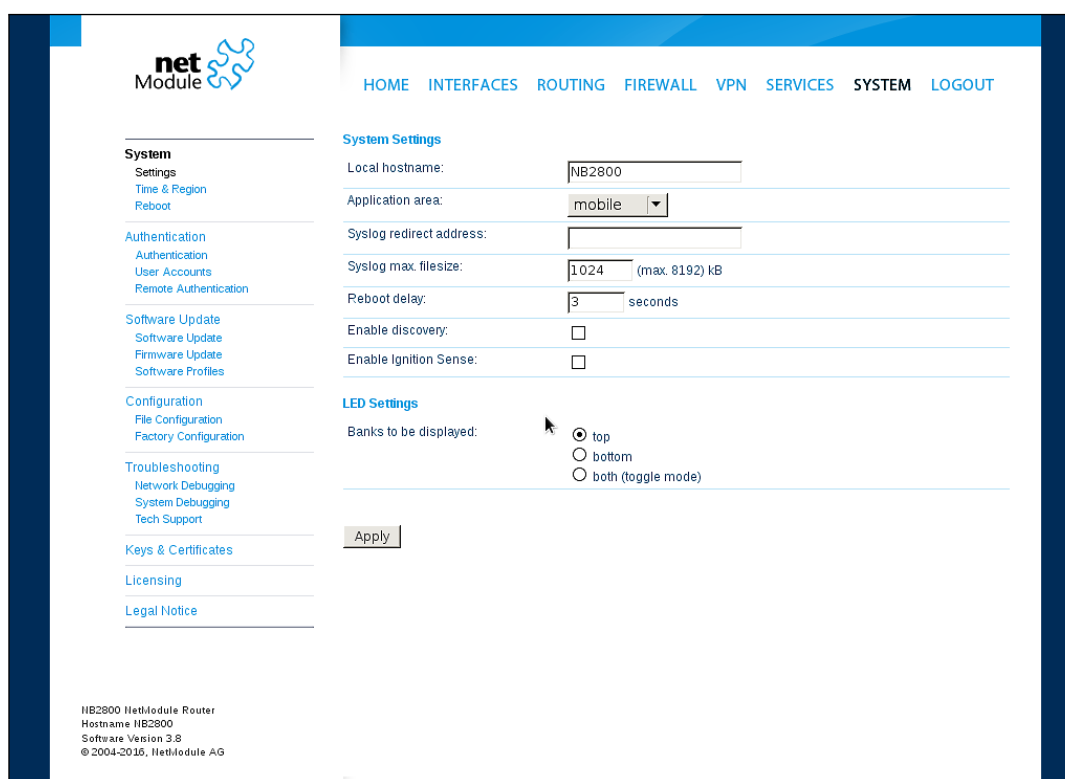 net
Module
HOME INTERFACES ROUTING FIREWALL VPN SERVICES SYSTEM LOGOUT
System
Settings
Time & Region
Reboot
Authentication
Authentication
User Accounts
Remote Authentication
Software Update
Software Update
Firmware Update
Software Profiles
Configuration
File Configuration
Factory Configuration
Troubleshooting
Network Debugging
System Debugging
Tech Support
Keys & Certificates
Licensing
Legal Notice
System Settings
Local hostname: NB2800
Application area: mobile
Syslog redirect address:
Syslog max. filesize: 1024 (max. 8192) kB
Reboot delay: 3 seconds
Enable discovery:
Enable Ignition Sense:
LED Settings
Banks to be displayed: top
bottom
both (toggle mode)
Apply
NB2800 NetModule Router
Hostname NB2800
Software Version 3.8
© 2004-2016, NetModule AG